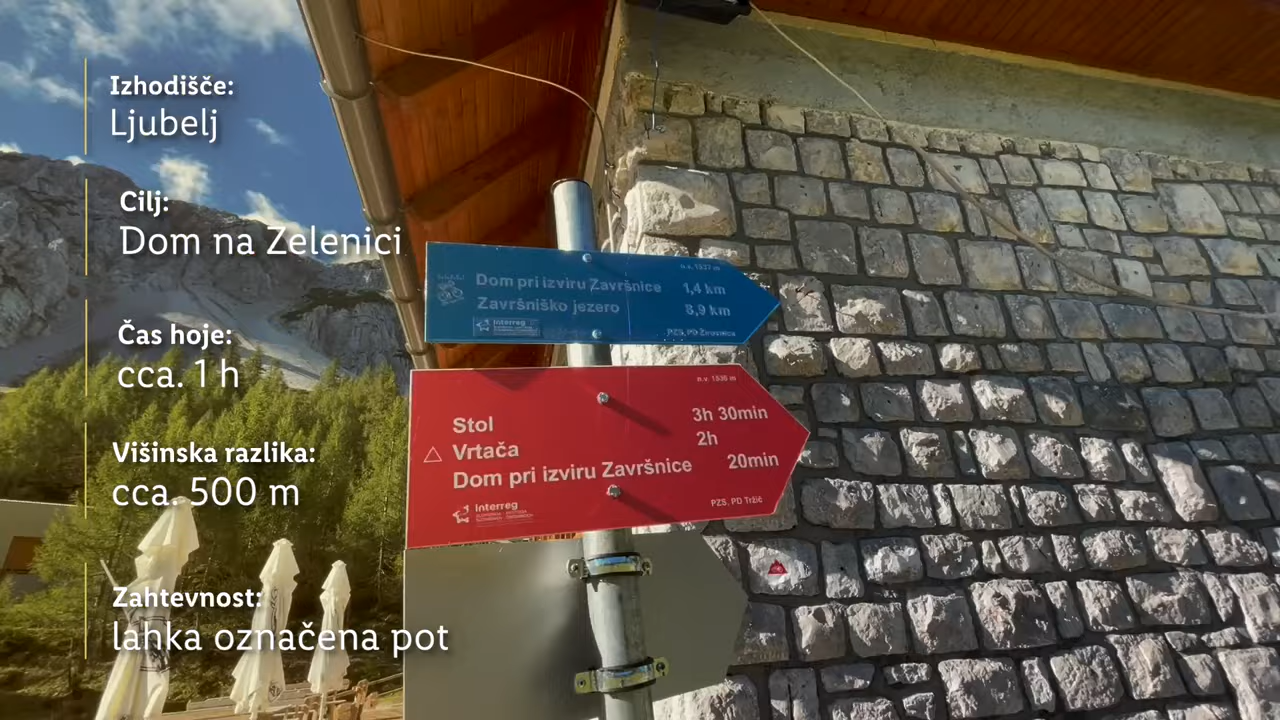 Izhodišče:
Ljubelj
Cilj:
Dom na Zelenici
Čas hoje:
cca. 1 h
Višinska razlika:
cca. 500 m
Zahtevnost:
lahka označena pot
n.v. 1537 m
Dom pri izviru Završnice 1,4 km
Završniško jezero 8,9 km
Interreg
PZS, PD Žirovnica
n.v. 1536 m
Stol 3h 30min
Vrtača 2h
Dom pri izviru Završnice 20min
Interreg
PZS, PD Tržič